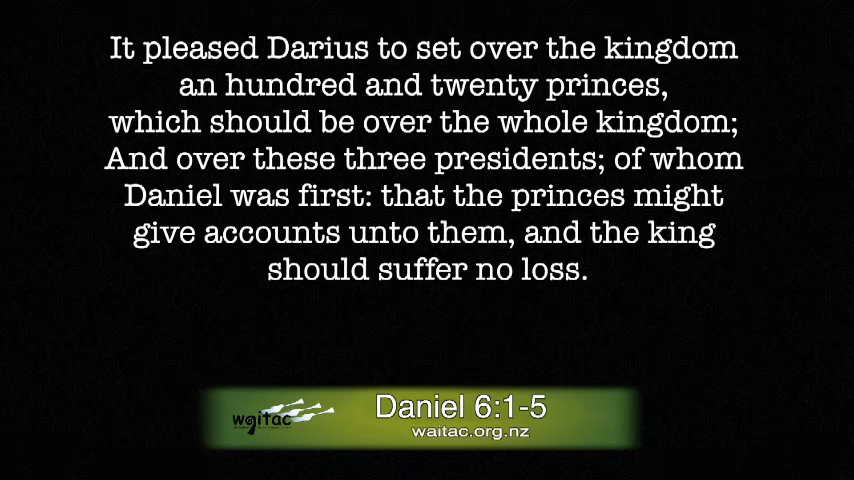 It pleased Darius to set over the kingdom
an hundred and twenty princes,
which should be over the whole kingdom;
And over these three presidents; of whom
Daniel was first: that the princes might
give accounts unto them, and the king
should suffer no loss.
waitac
Daniel 6:1-5
waitac.org.nz